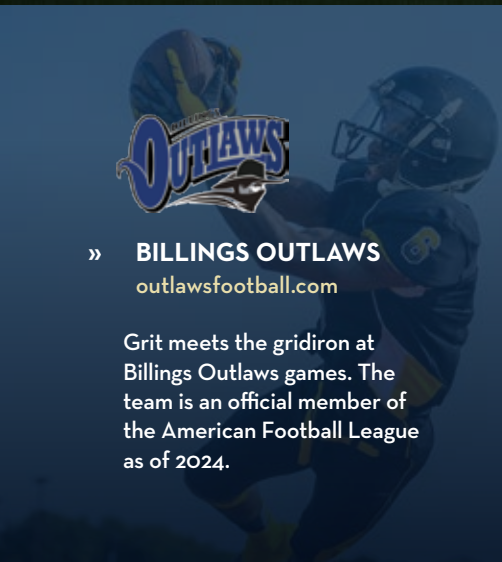 BILLINGS
OUTLAWS
» BILLINGS OUTLAWS
outlawsfootball.com
Grit meets the gridiron at
Billings Outlaws games. The
team is an official member of
the American Football League
as of 2024.